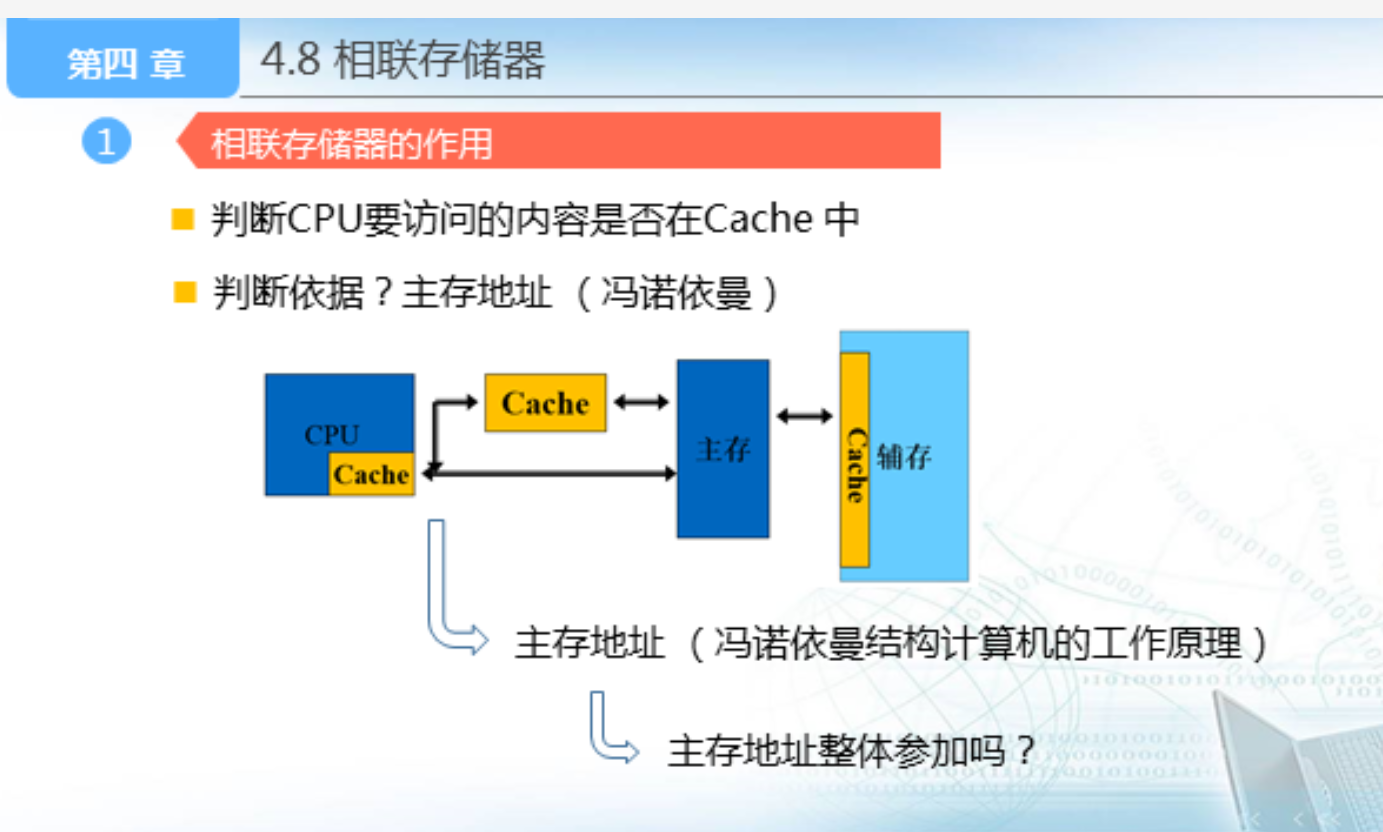 第四 章
4.8 相联存储器
1
相联存储器的作用
判断CPU要访问的内容是否在Cache 中
判断依据？主存地址 （冯诺依曼）
CPU
Cache
Cache
主存
Cache
辅存
主存地址 （冯诺依曼结构计算机的工作原理）
主存地址整体参加吗？